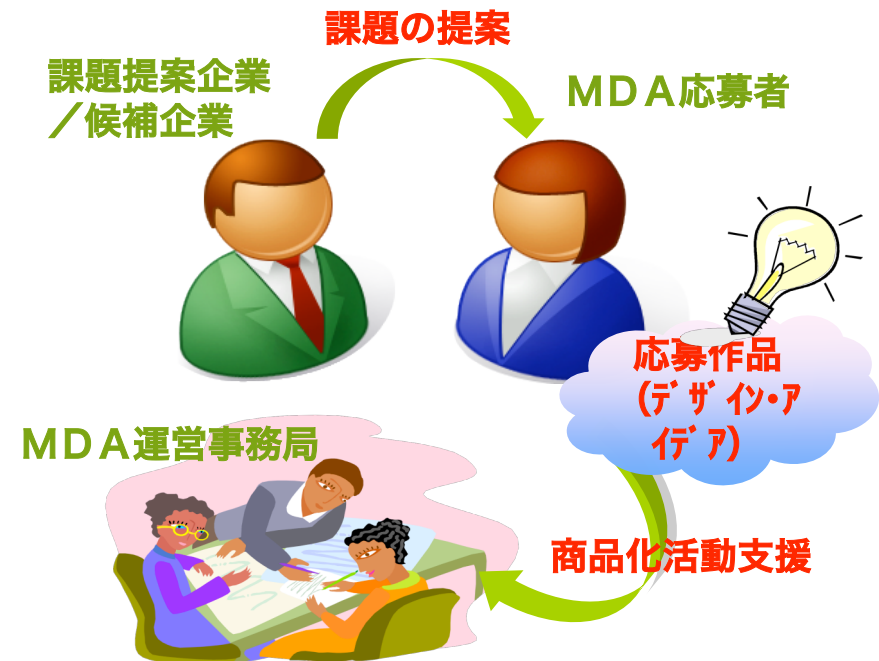 課題の提案
課題提案企業
／候補企業
ＭＤＡ応募者
応募作品
(ﾃﾞｻﾞｲﾝ･ｱ
ｲﾃﾞｱ)
ＭＤＡ運営事務局
商品化活動支援